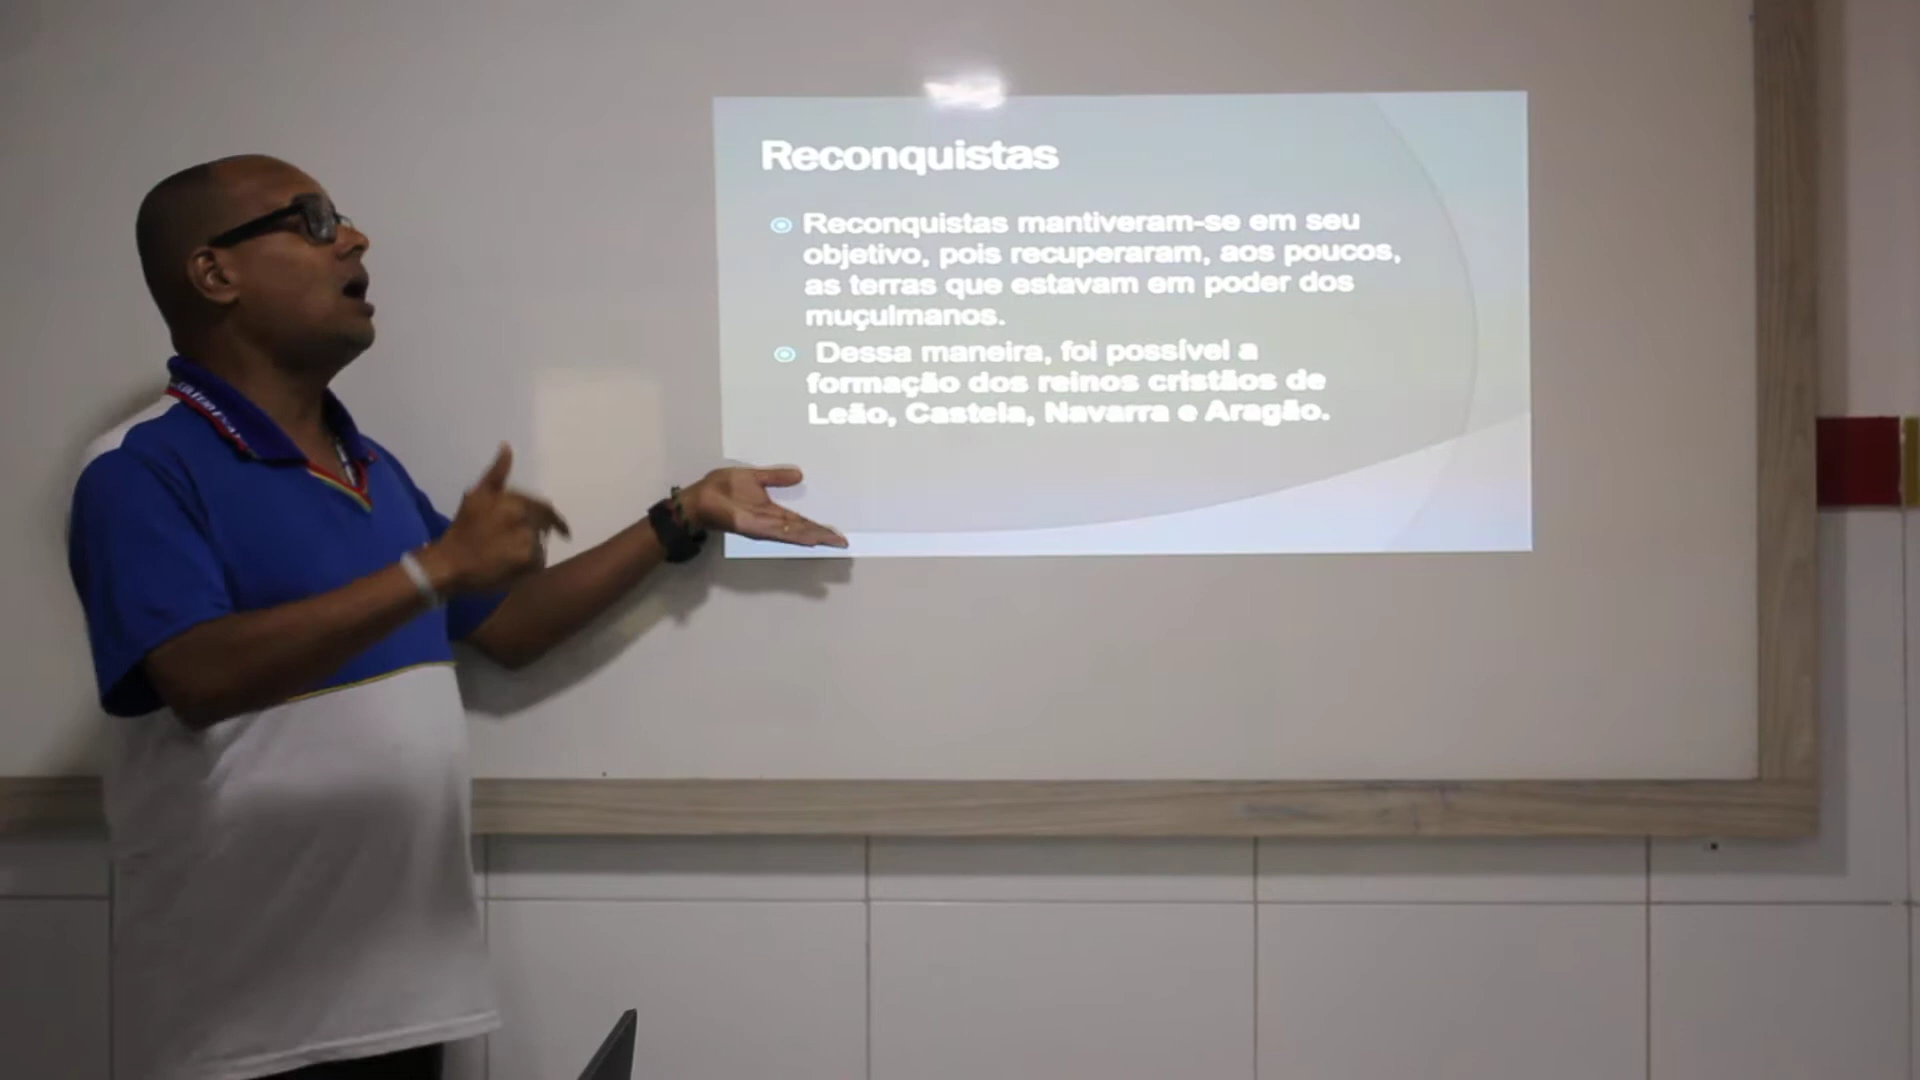 Reconquistas
Reconquistas mantiveram-se em seu
objetivo, pois recuperaram, aos poucos,
as terras que estavam em poder dos
muçulmanos.
Dessa maneira, foi possível a
formação dos reinos cristãos de
Leão, Castela, Navarra e Aragão.